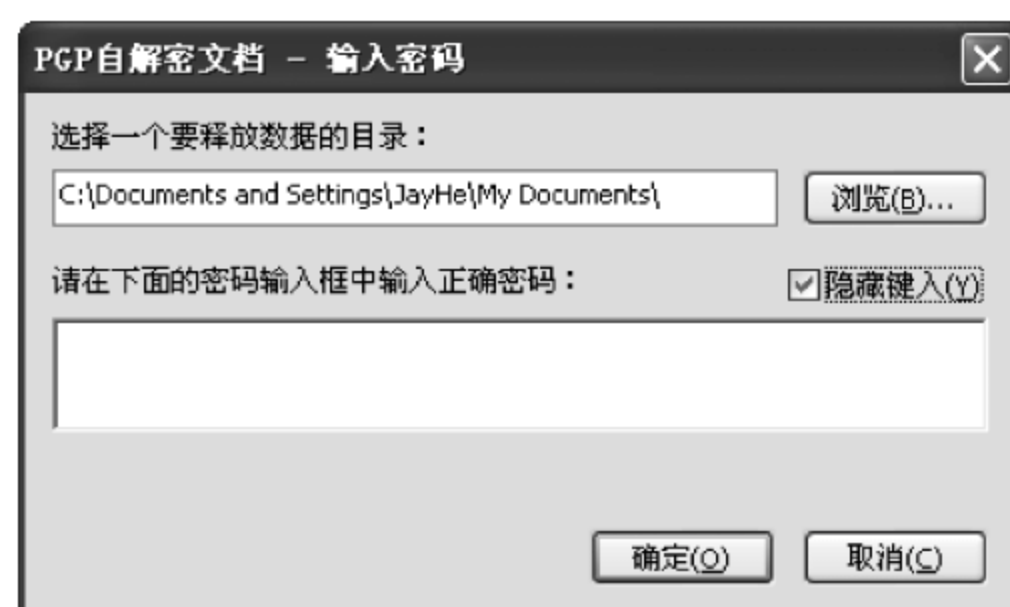 PGP自解密文档 - 输入密码
选择一个要释放数据的目录：
C:\Documents and Settings\JayHe\My Documents\
浏览(B)...
请在下面的密码输入框中输入正确密码：
隐藏键入(Y)
确定(O)
取消(C)